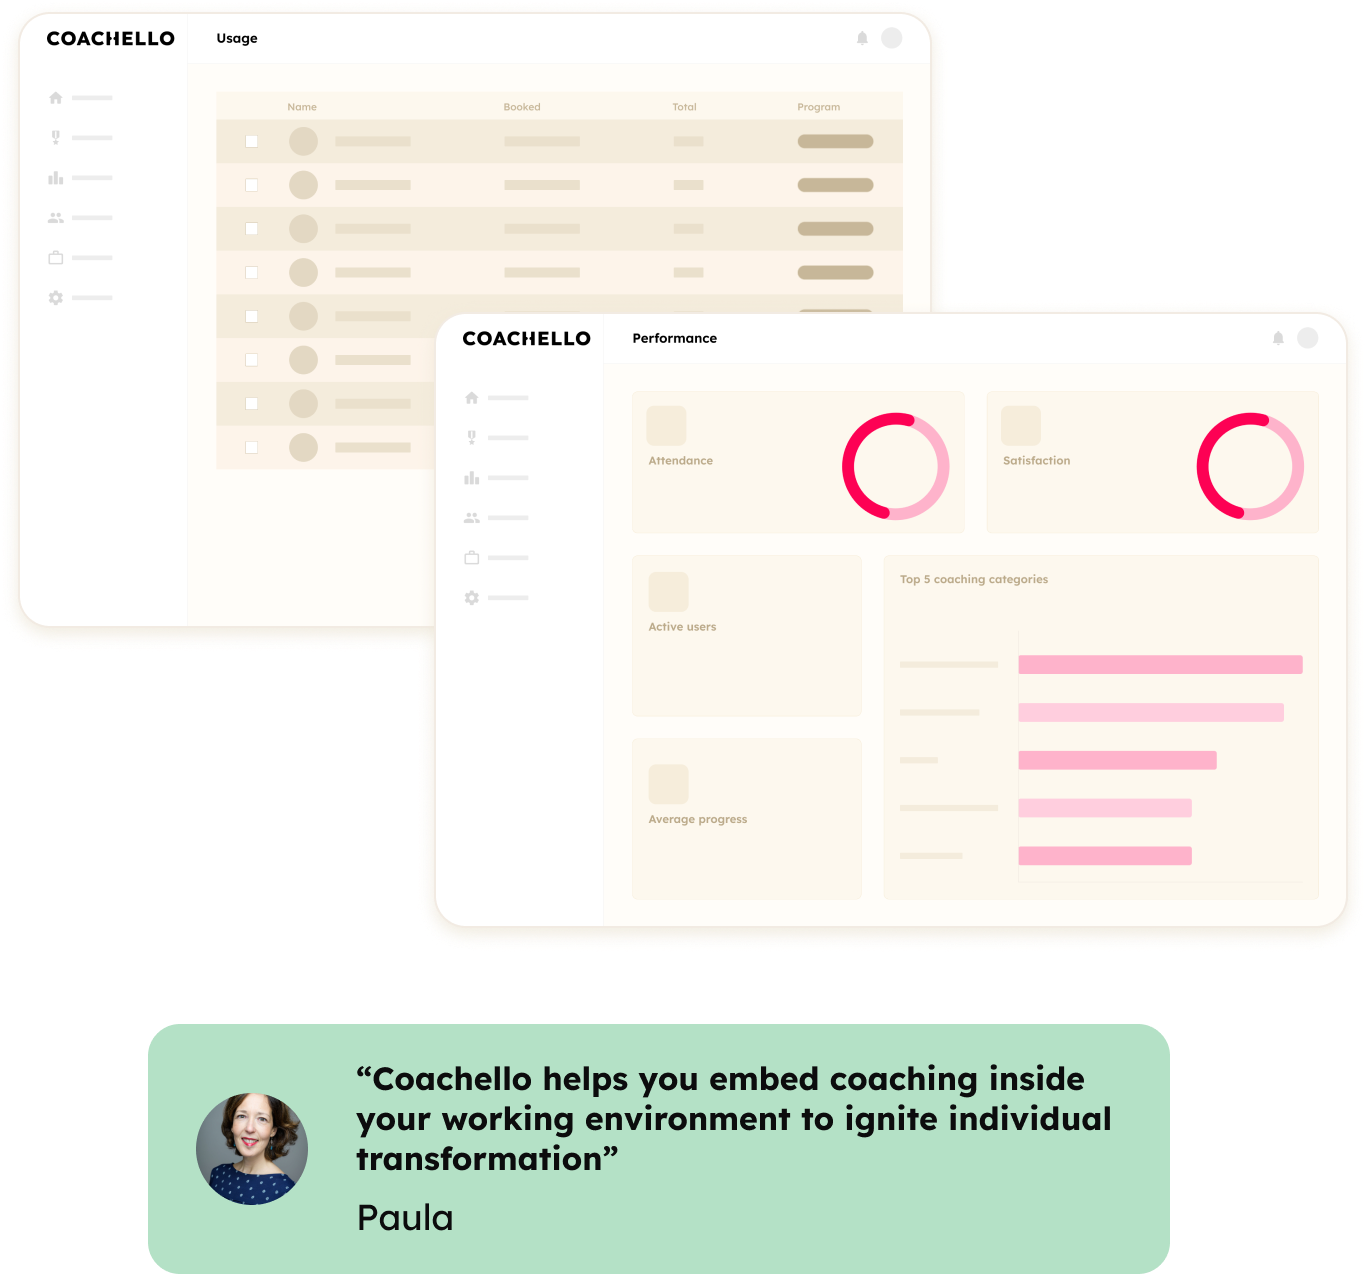 COACHELLO
Usage
Name Booked Total Program
COACHELLO
Performance
Attendance
Satisfaction
Active users
Top 5 coaching categories
Average progress
“Coachello helps you embed coaching inside
your working environment to ignite individual
transformation”
Paula